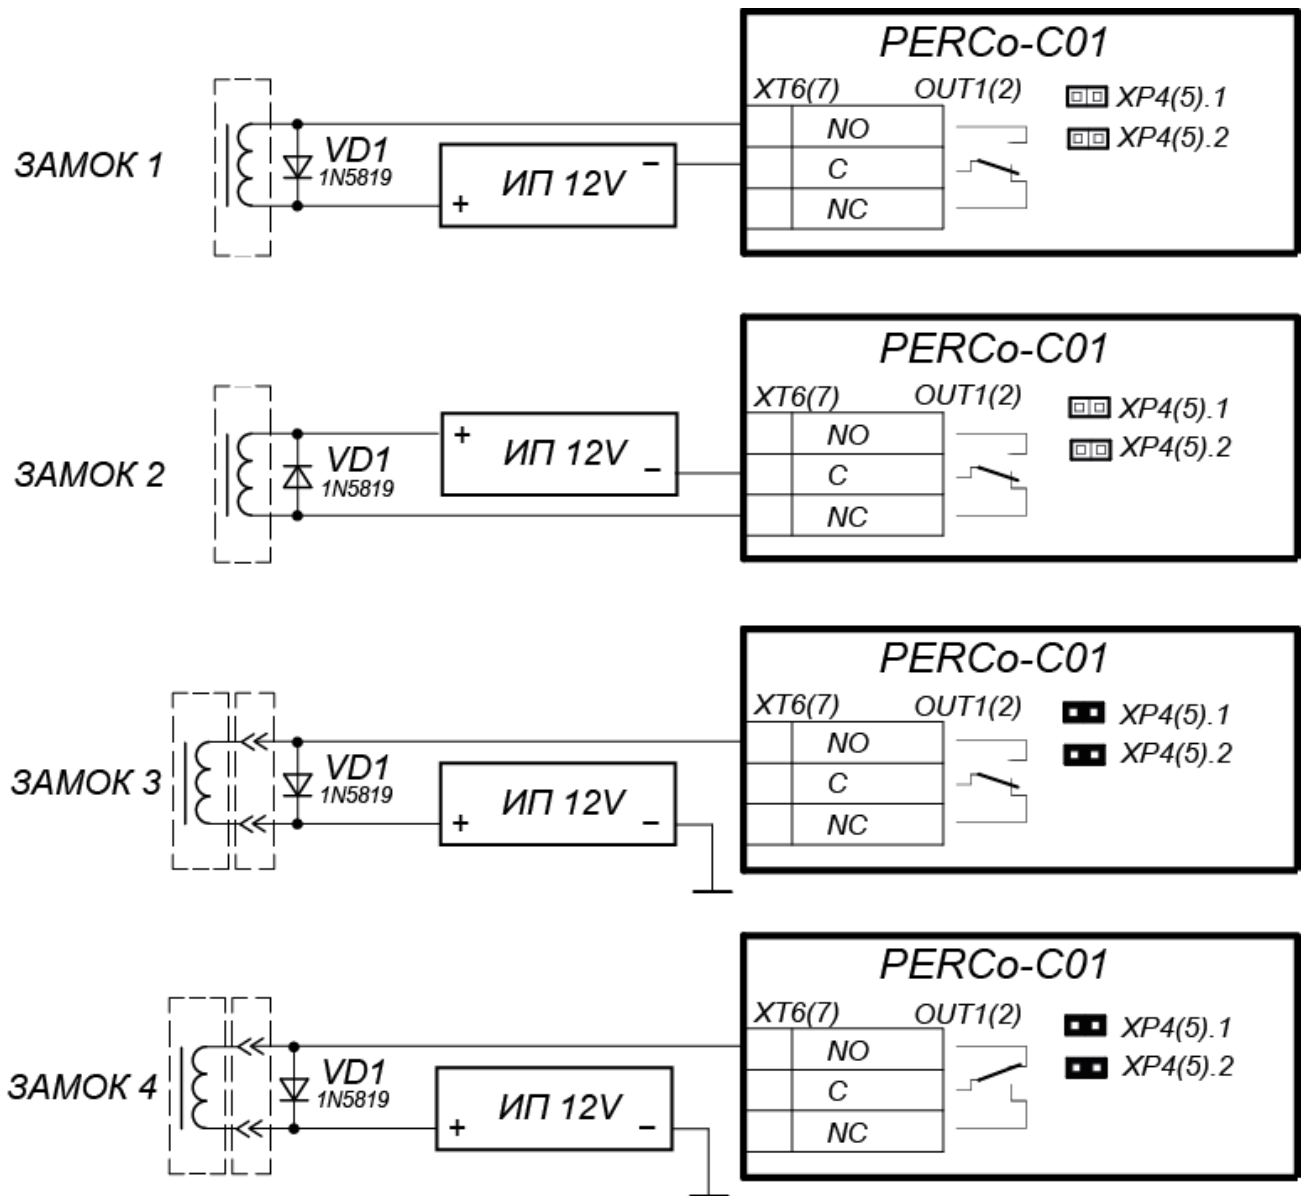 PERCo-C01
XT6(7) OUT1(2) XP4(5).1
NO XP4(5).2
ЗАМОК 1 VD1 ИП 12V − C
1N5819 + NC
PERCo-C01
XT6(7) OUT1(2) XP4(5).1
NO XP4(5).2
ЗАМОК 2 VD1 + ИП 12V − C
1N5819 NC
PERCo-C01
XT6(7) OUT1(2) XP4(5).1
NO XP4(5).2
ЗАМОК 3 VD1 ИП 12V C
1N5819 + − NC
PERCo-C01
XT6(7) OUT1(2) XP4(5).1
NO XP4(5).2
ЗАМОК 4 VD1 ИП 12V C
1N5819 + − NC